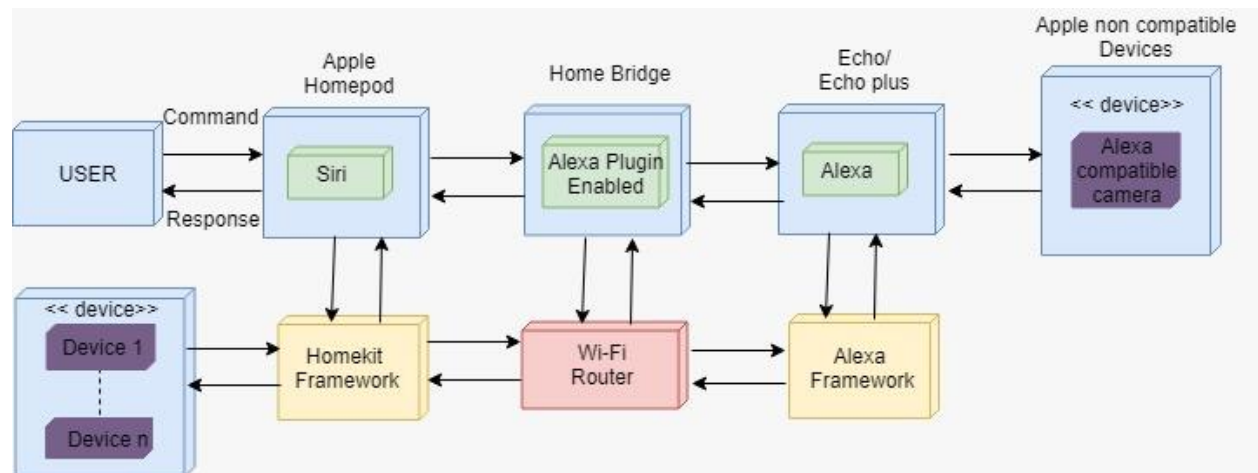 Apple non compatible
Devices
Apple
Homepod
Home Bridge
Echo/
Echo plus
Command
<< device>>
USER
Siri
Alexa Plugin
Enabled
Alexa
Alexa
compatible
camera
Response
<< device>>
Device 1
Device n
Homekit
Framework
Wi-Fi
Router
Alexa
Framework